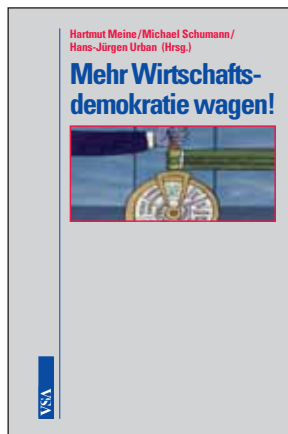 Hartmut Meine/Michael Schumann/
Hans-Jürgen Urban (Hrsg.)
Mehr Wirtschafts-
demokratie wagen!
VSA